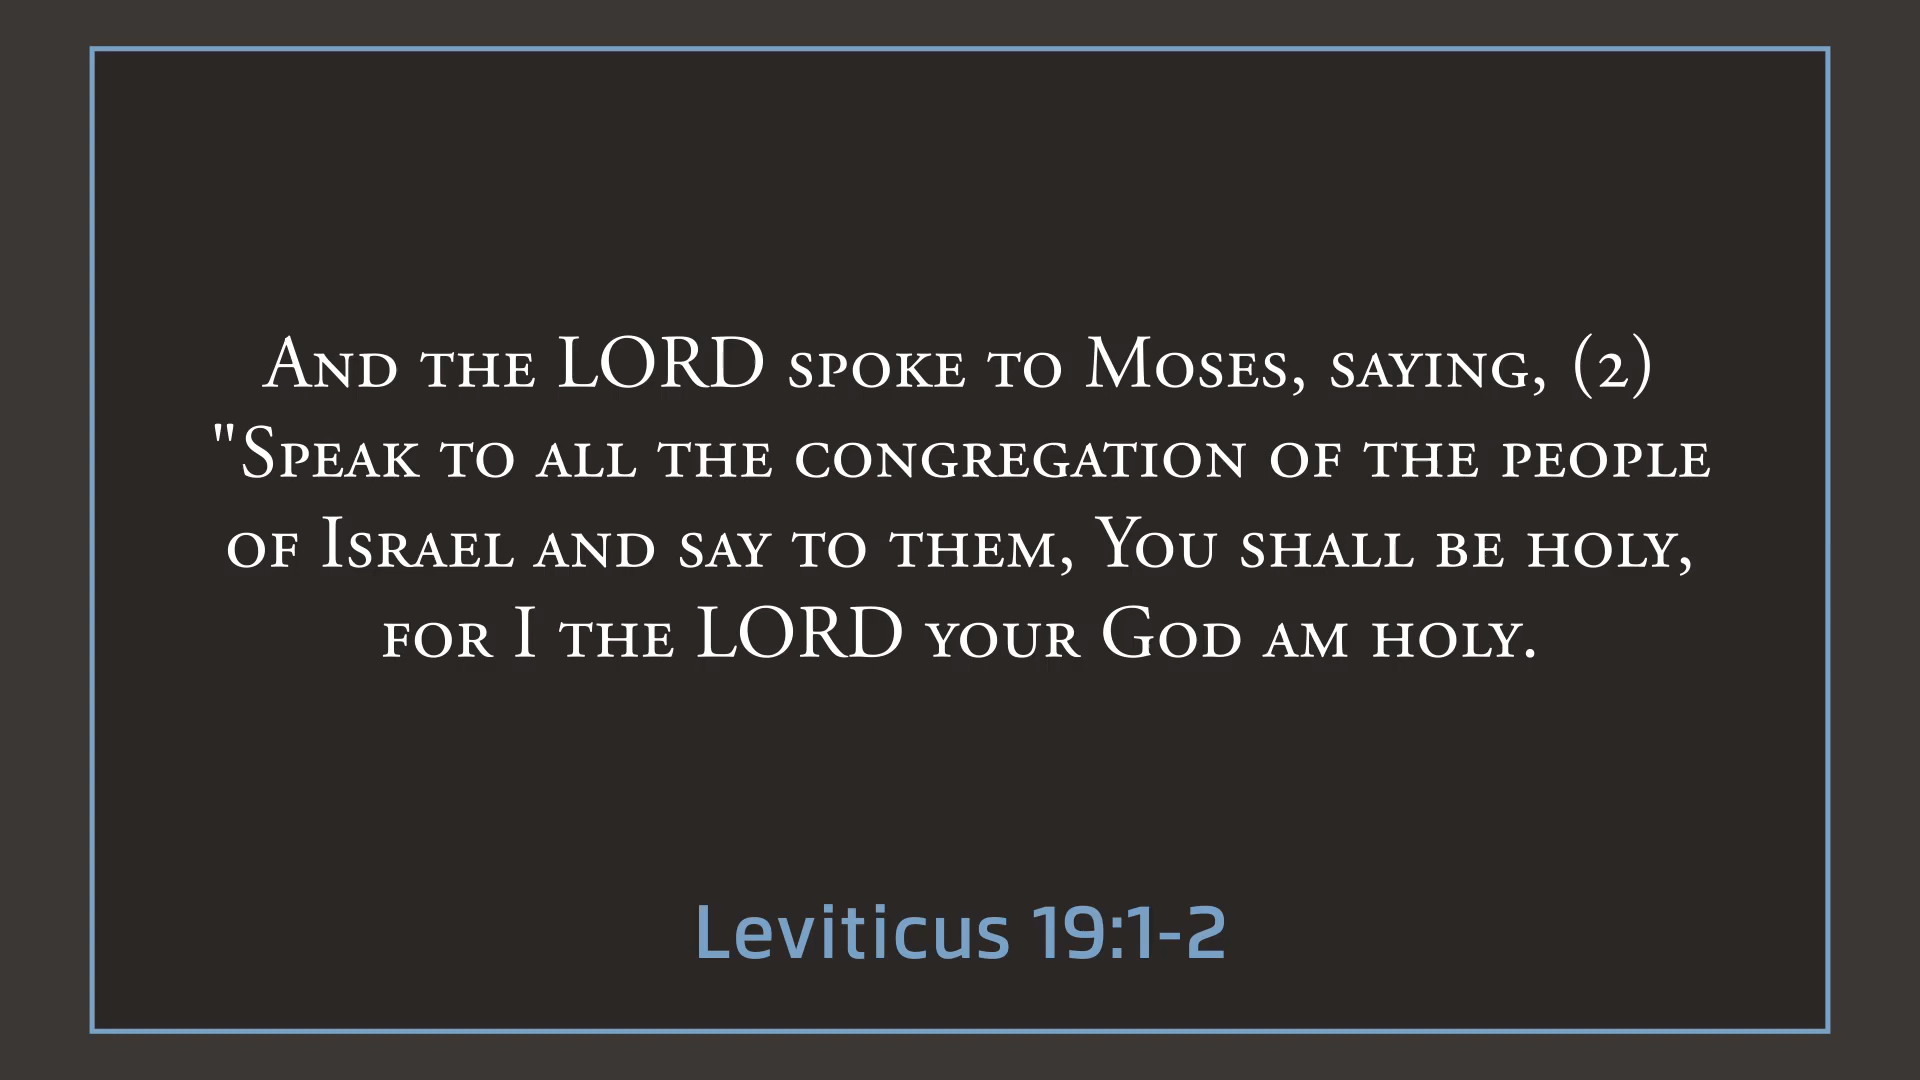 And the LORD spoke to Moses, saying, (2)
"Speak to all the congregation of the people
of Israel and say to them, You shall be holy,
for I the LORD your God am holy.
Leviticus 19:1-2